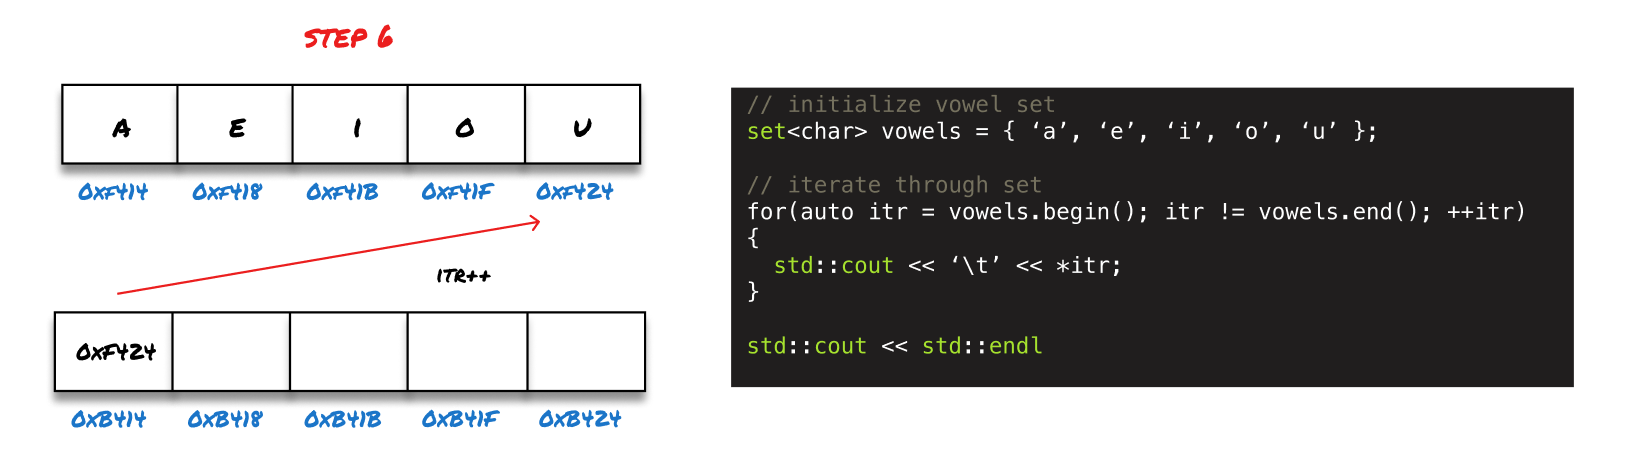 STEP 6
A E I O U
0xF414 0xF418 0xF41B 0xF41F 0xF424
ITR++
0xF424
0xB414 0xB418 0xB41B 0xB41F 0xB424
// initialize vowel set
set<char> vowels = { ‘a’, ‘e’, ‘i’, ‘o’, ‘u’ };
// iterate through set
for(auto itr = vowels.begin(); itr != vowels.end(); ++itr)
{
std::cout << ‘\t’ << *itr;
}
std::cout << std::endl